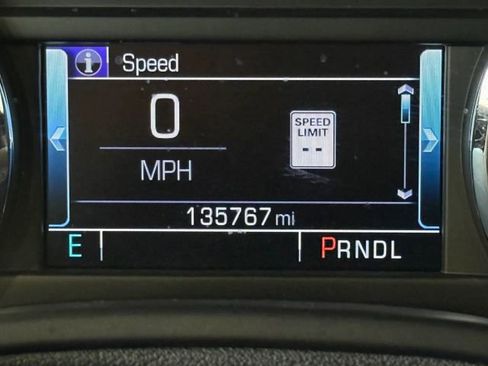 i Speed
0
MPH
SPEED
LIMIT
--
135767 mi
E PRNDL